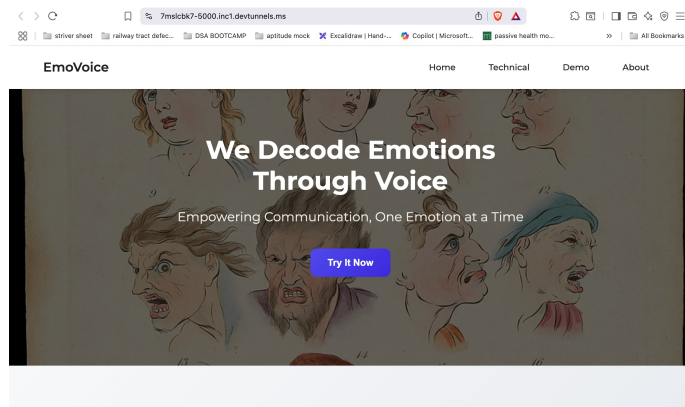 7mslcbk7-5000.inc1.devtunnels.ms
striver sheet railway tract defec... DSA BOOTCAMP aptitude mock Excalidraw | Hand-... Copilot | Microsoft... passive health mo... » All Bookmarks
EmoVoice Home Technical Demo About
We Decode Emotions
Through Voice
9 12
Empowering Communication, One Emotion at a Time
Try It Now
13 14 15 16